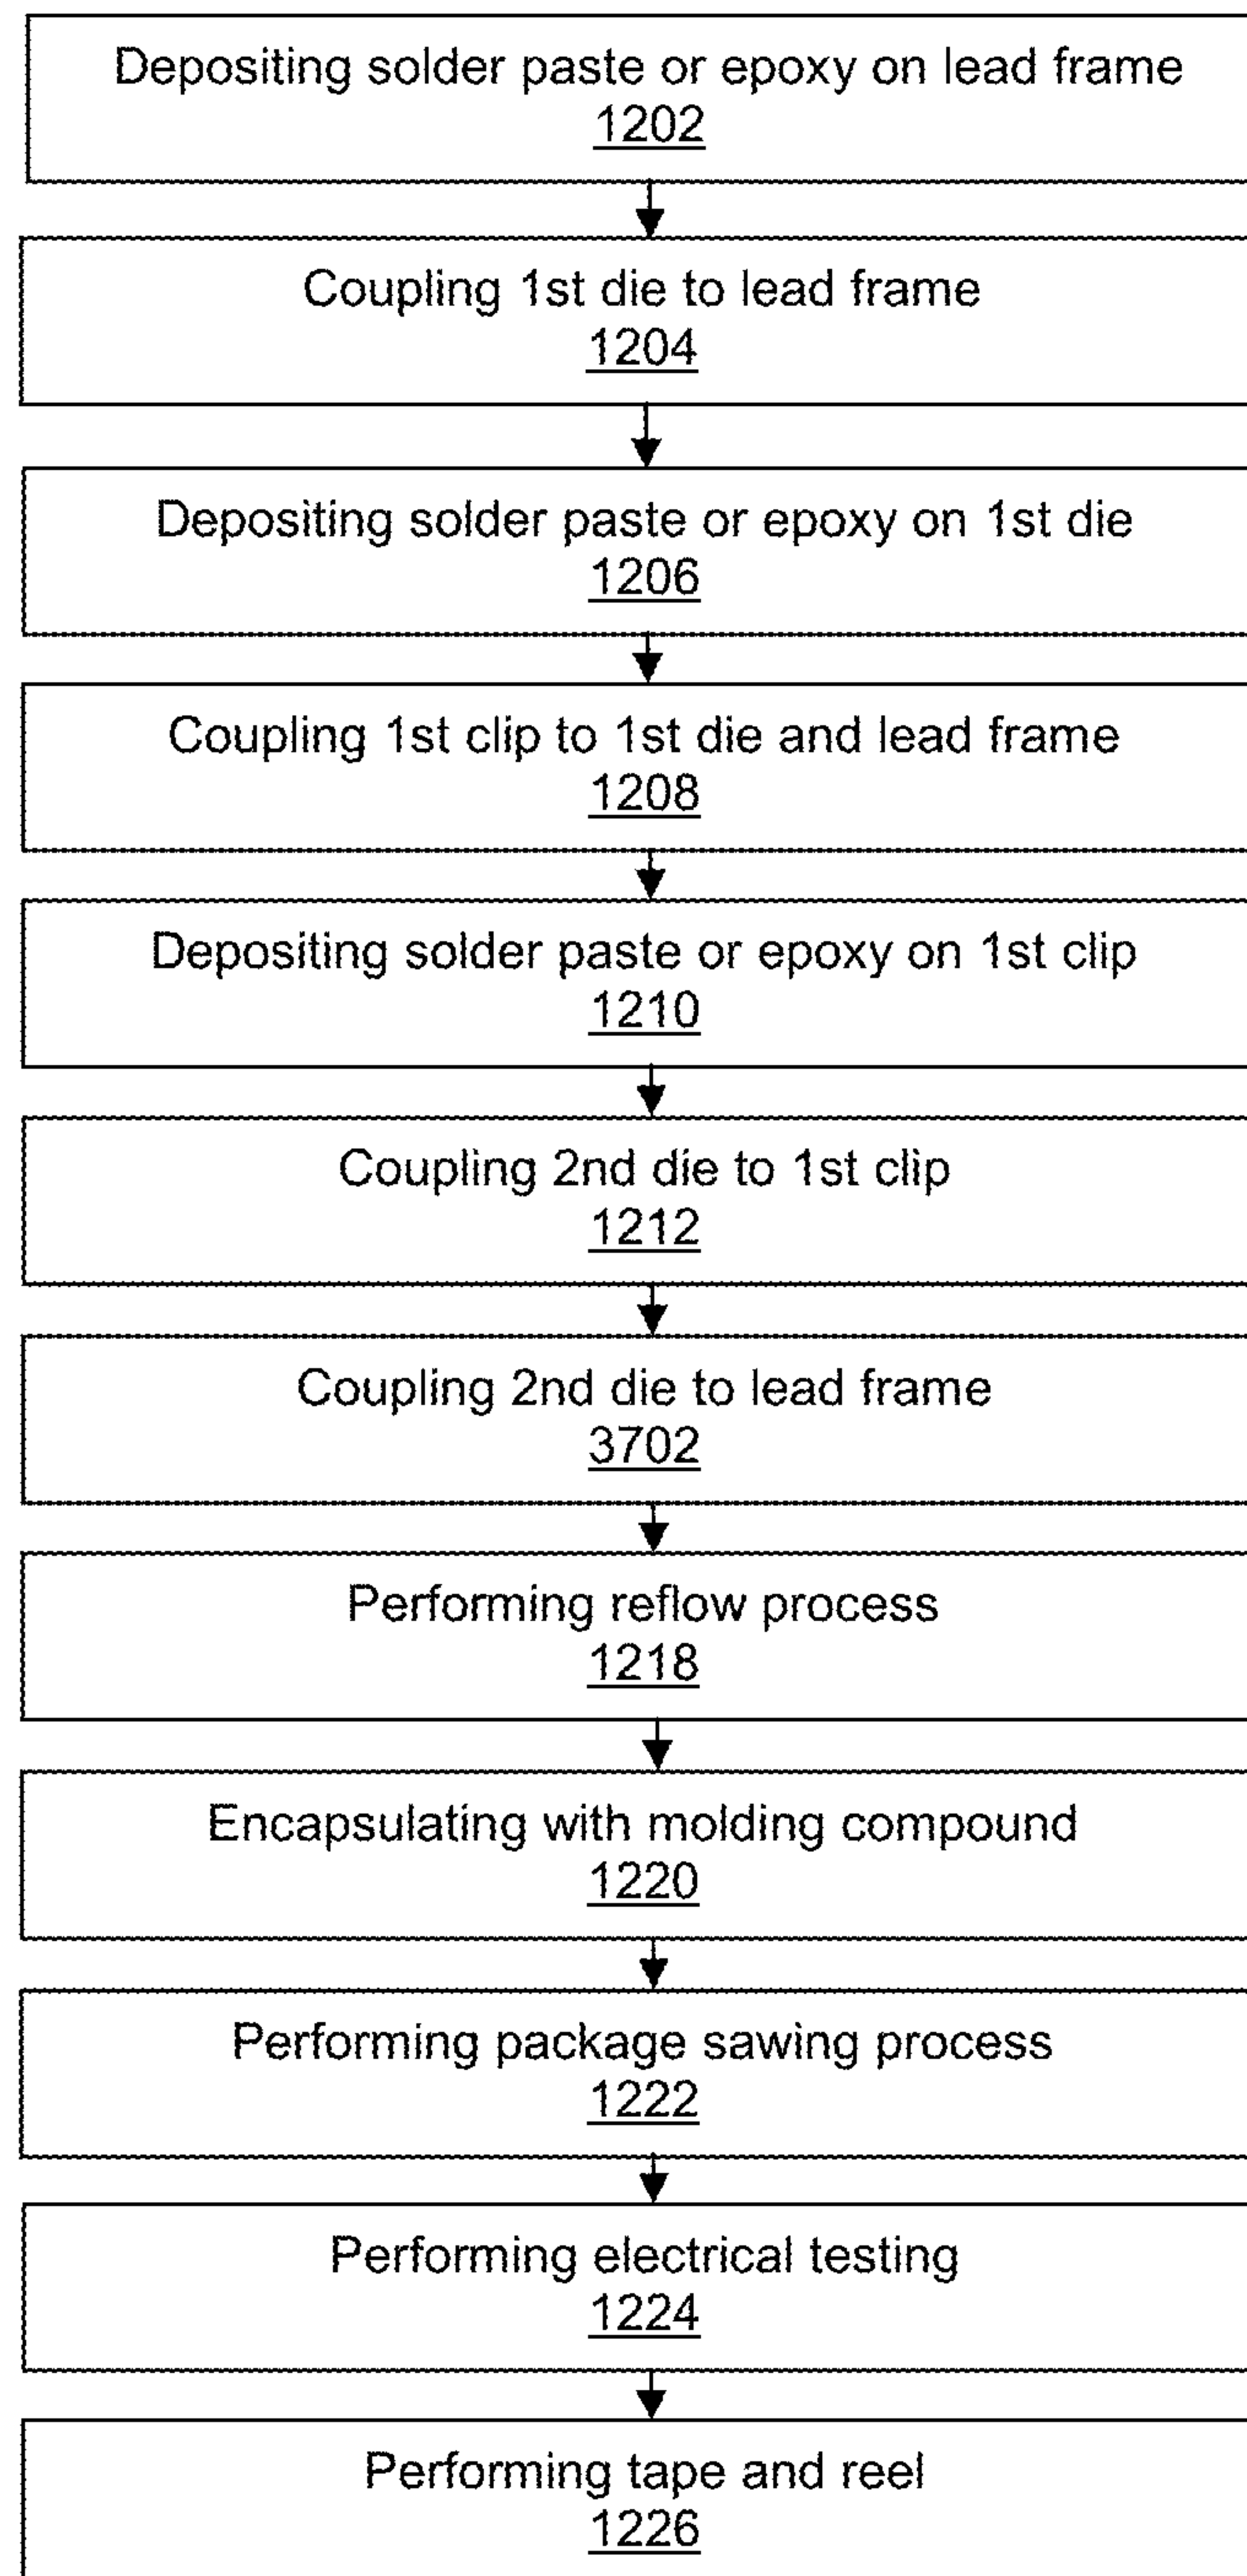 Depositing solder paste or epoxy on lead frame
1202
Coupling 1st die to lead frame
1204
Depositing solder paste or epoxy on 1st die
1206
Coupling 1st clip to 1st die and lead frame
1208
Depositing solder paste or epoxy on 1st clip
1210
Coupling 2nd die to 1st clip
1212
Coupling 2nd die to lead frame
3702
Performing reflow process
1218
Encapsulating with molding compound
1220
Performing package sawing process
1222
Performing electrical testing
1224
Performing tape and reel
1226